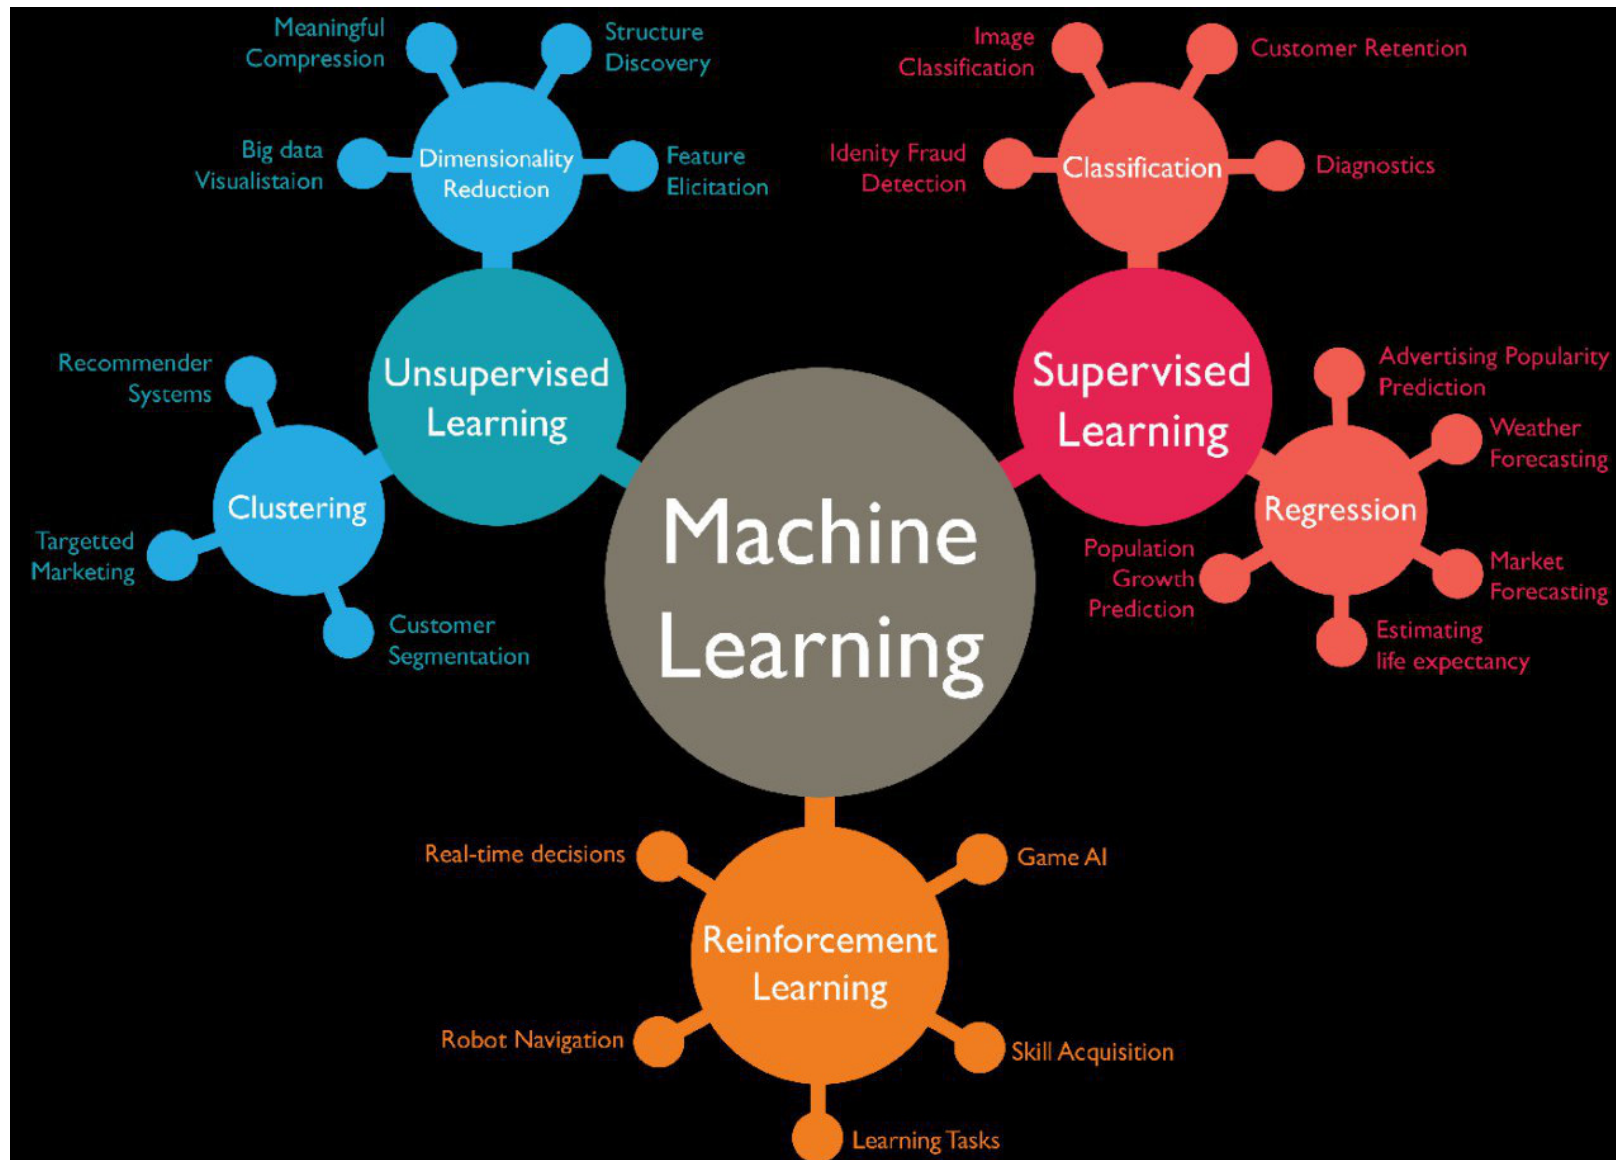 Meaningful
Compression
Structure
Discovery
Big data
Visualistaion
Dimensionality
Reduction
Feature
Elicitation
Image
Classification
Customer Retention
Idenity Fraud
Detection
Classification
Diagnostics
Recommender
Systems
Unsupervised
Learning
Clustering
Targetted
Marketing
Customer
Segmentation
Supervised
Learning
Advertising Popularity
Prediction
Weather
Forecasting
Regression
Population
Growth
Prediction
Market
Forecasting
Estimating
life expectancy
Machine
Learning
Real-time decisions
Game AI
Reinforcement
Learning
Robot Navigation
Skill Acquisition
Learning Tasks